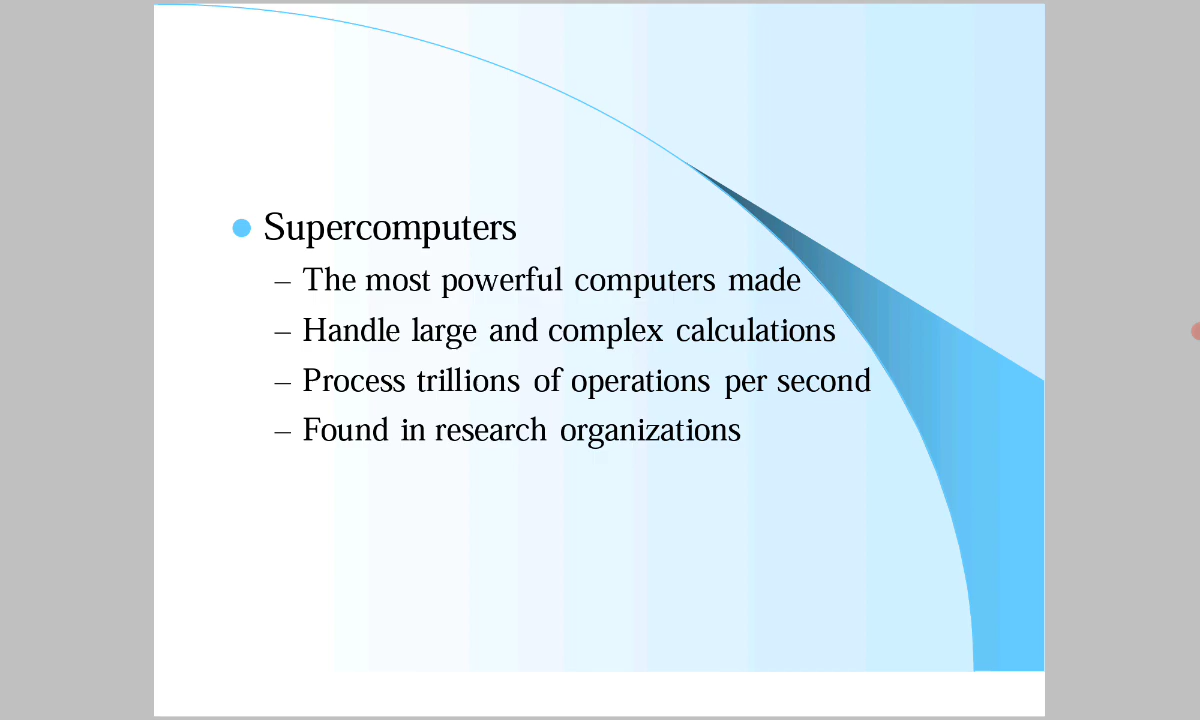 Supercomputers
– The most powerful computers made
– Handle large and complex calculations
– Process trillions of operations per second
– Found in research organizations